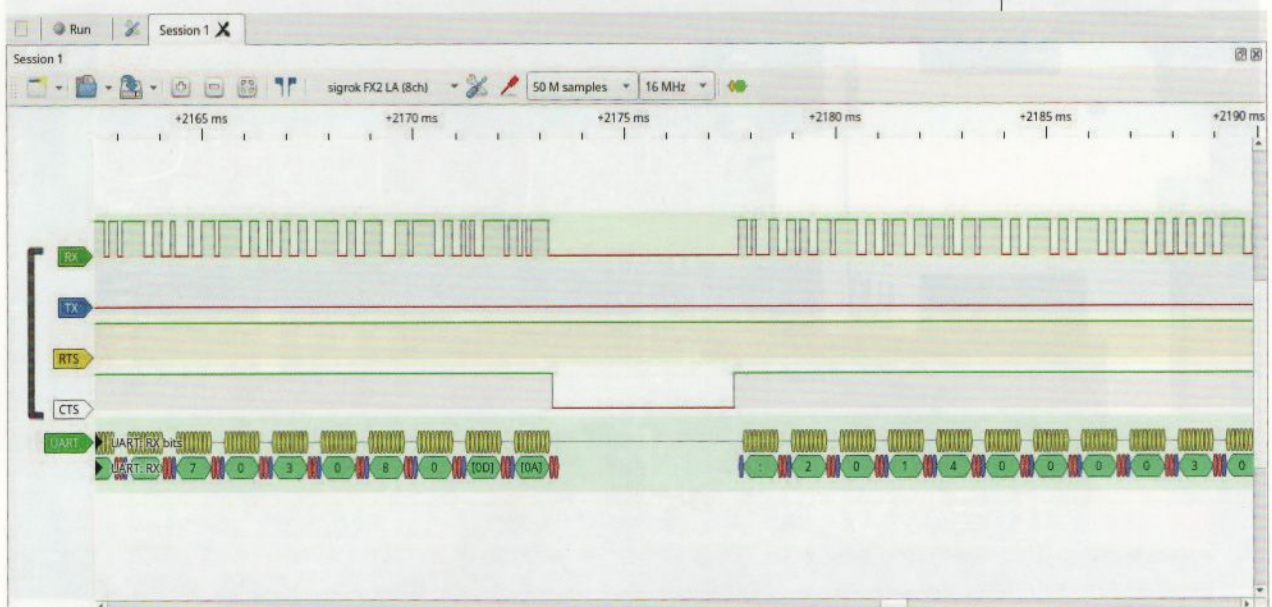 Run Session 1
Session 1
sigrok FX2 LA (8ch) 50 M samples 16 MHz
+2165 ms +2170 ms +2175 ms +2180 ms +2185 ms +2190 ms
RX
TX
RTS
CTS
UART UART: RX bits
UART: RX 7 0 3 0 8 0 [0D] [0A] : 2 0 1 4 0 0 0 0 3 0